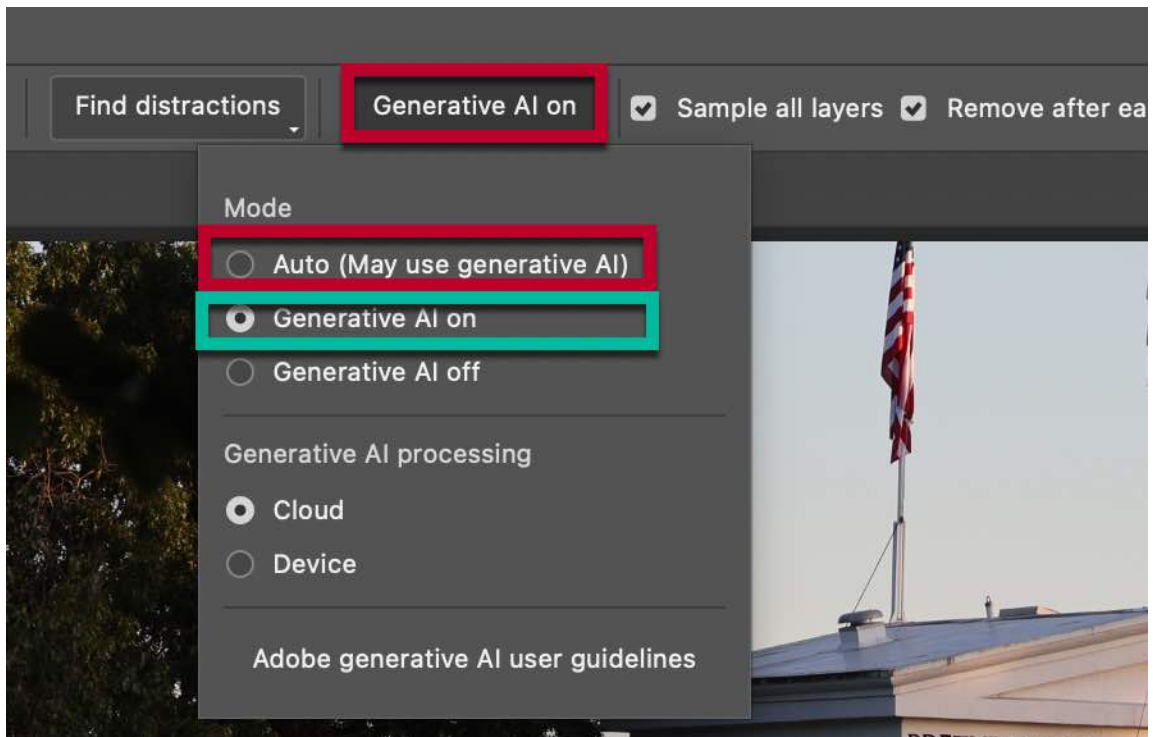 Find distractions Generative AI on Sample all layers Remove after ea
Mode
Auto (May use generative AI)
Generative AI on
Generative AI off
Generative AI processing
Cloud
Device
Adobe generative AI user guidelines